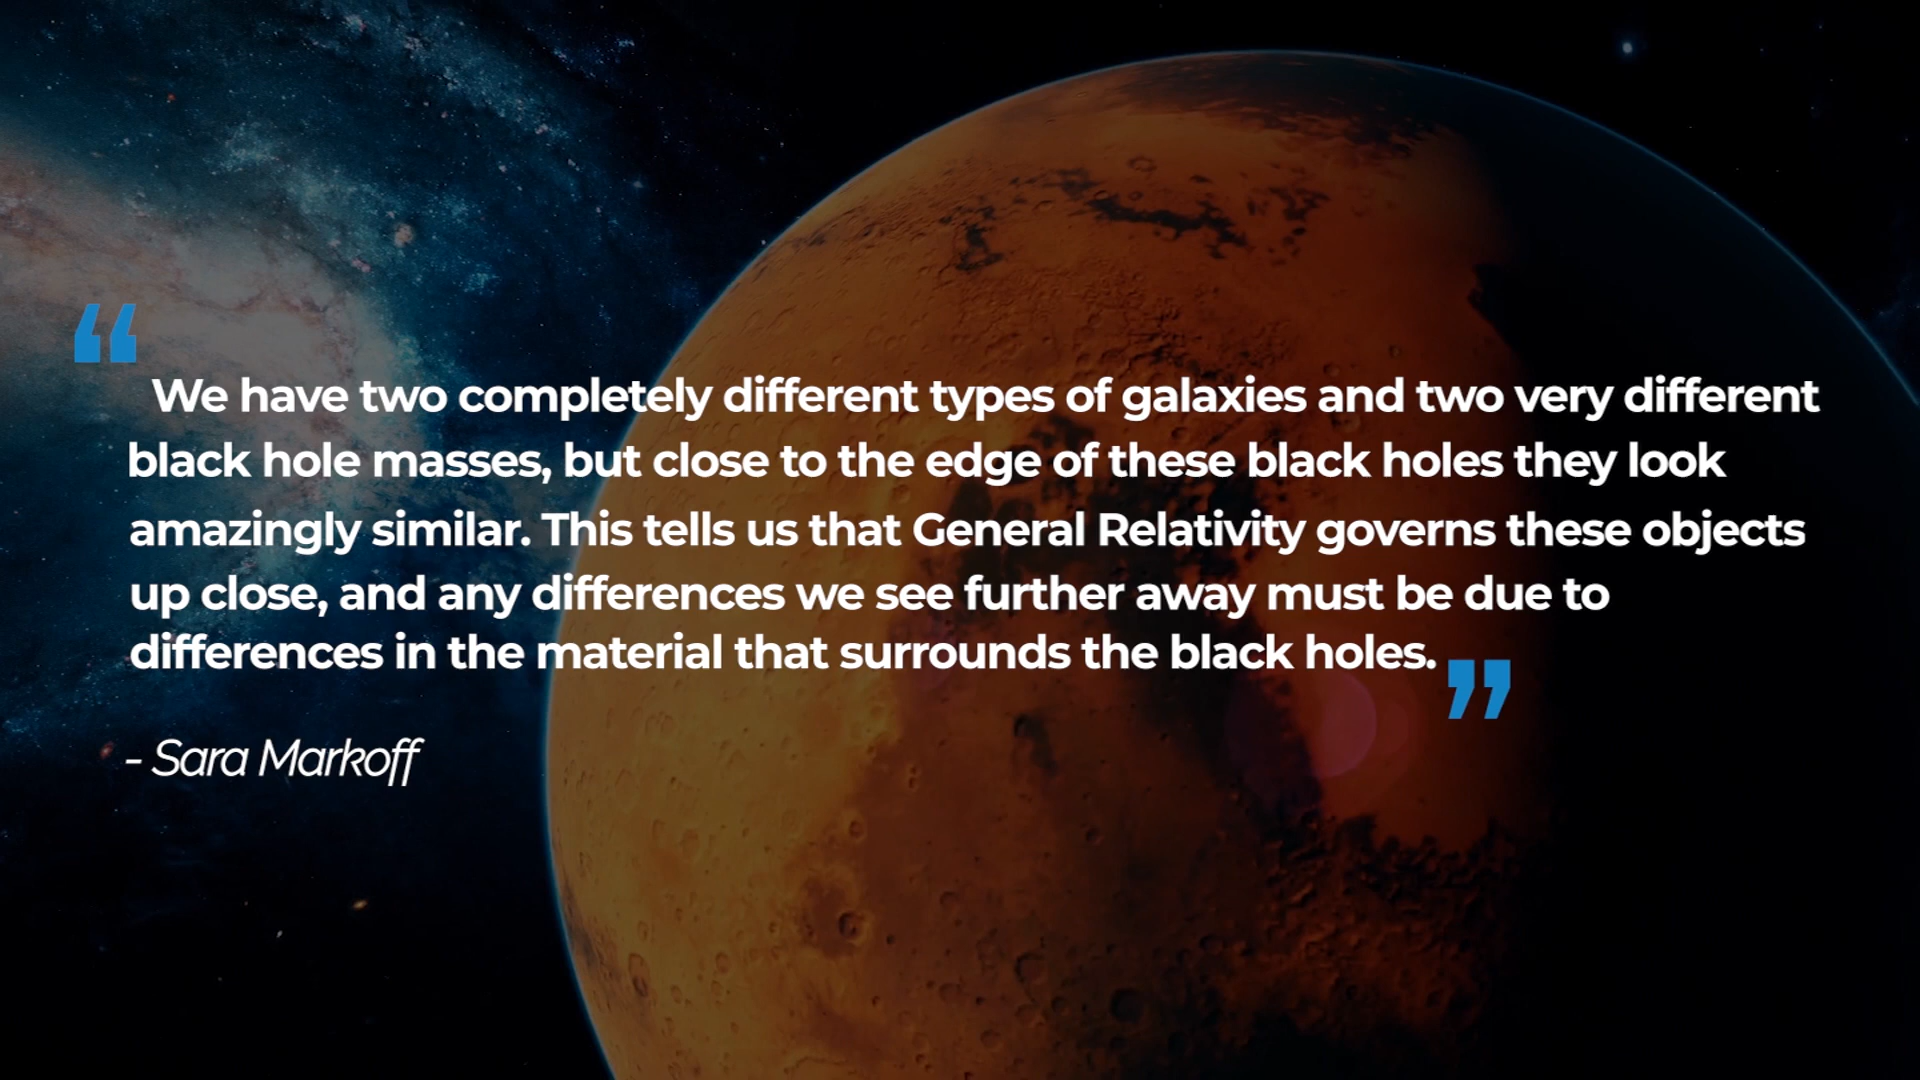 “ We have two completely different types of galaxies and two very different
black hole masses, but close to the edge of these black holes they look
amazingly similar. This tells us that General Relativity governs these objects
up close, and any differences we see further away must be due to
differences in the material that surrounds the black holes. ”
- Sara Markoff